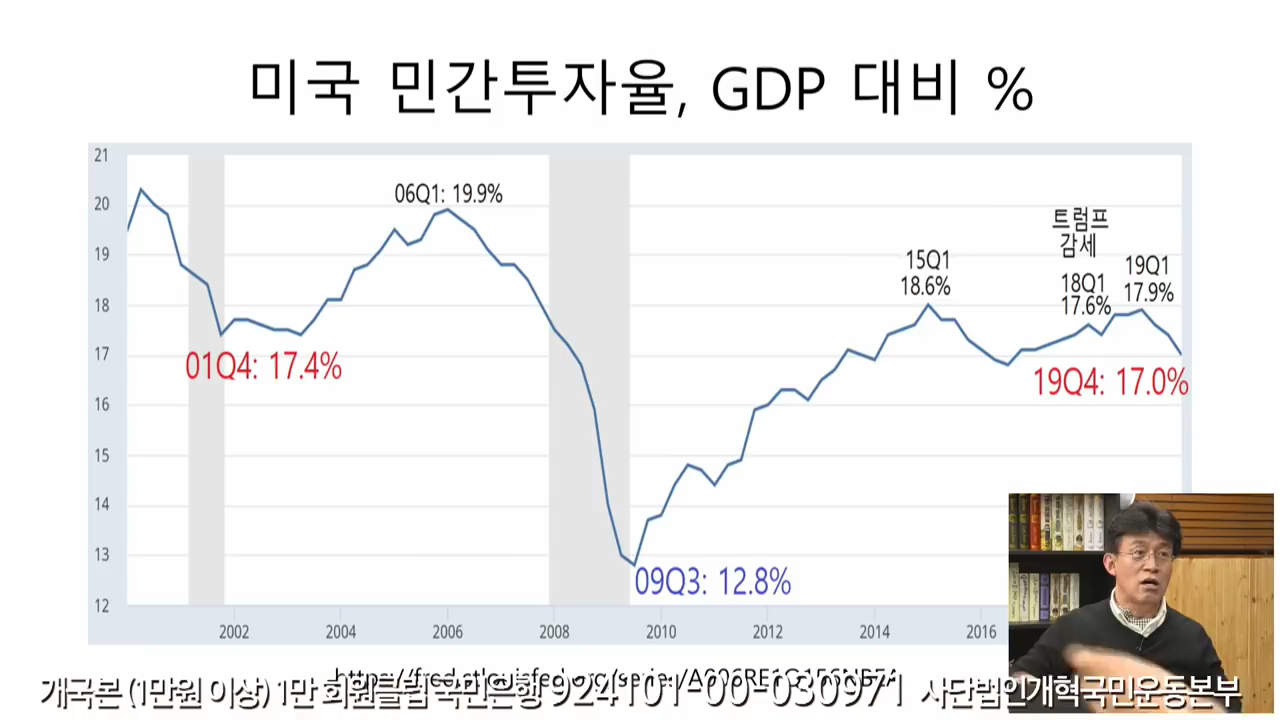 미국 민간투자율, GDP 대비 %
21
20
19
18
17
16
15
14
13
12
06Q1: 19.9%
트럼프
감세
15Q1
18.6%
18Q1
17.6%
19Q1
17.9%
01Q4: 17.4%
19Q4: 17.0%
09Q3: 12.8%
2002 2004 2006 2008 2010 2012 2014 2016
개국본 (1만원 이상) 1만 회원클럽 국민은행 924101-00-030971 사단법인개혁국민운동본부